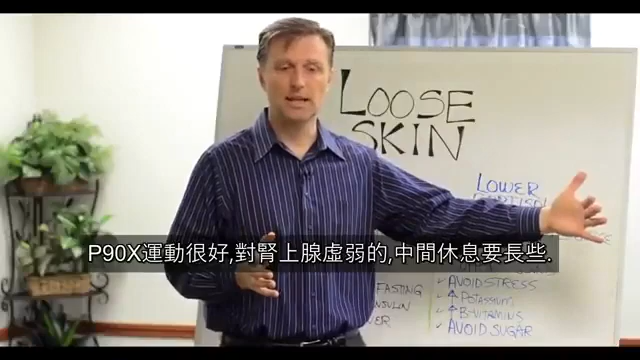 LOOSE
SKIN
LOWER
P90X運動很好,對腎上腺虛弱的,中間休息要長些.
FASTING
AVOID STRESS
↑ POTASSIUM
↑ B-VITAMINS
AVOID SUGAR